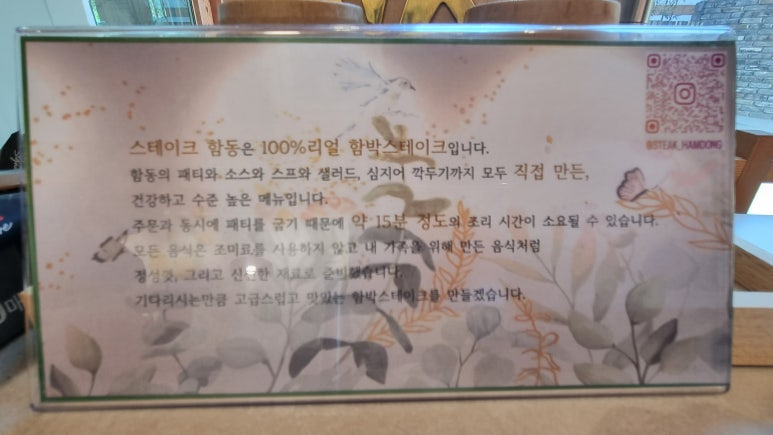 @STEAK_HAMDONG
스테이크 함동은 100%리얼 함박스테이크입니다.
함동의 패티와 소스와 스프와 샐러드, 심지어 깍두기까지 모두 직접 만든,
건강하고 수준 높은 메뉴입니다.
주문과 동시에 패티를 굽기 때문에 약 15분 정도의 조리 시간이 소요될 수 있습니다.
모든 음식은 조미료를 사용하지 않고 내 가족을 위해 만든 음식처럼
정성껏, 그리고 신선한 재료로 준비했습니다.
기다리시는만큼 고급스럽고 맛있는 함박스테이크를 만들겠습니다.